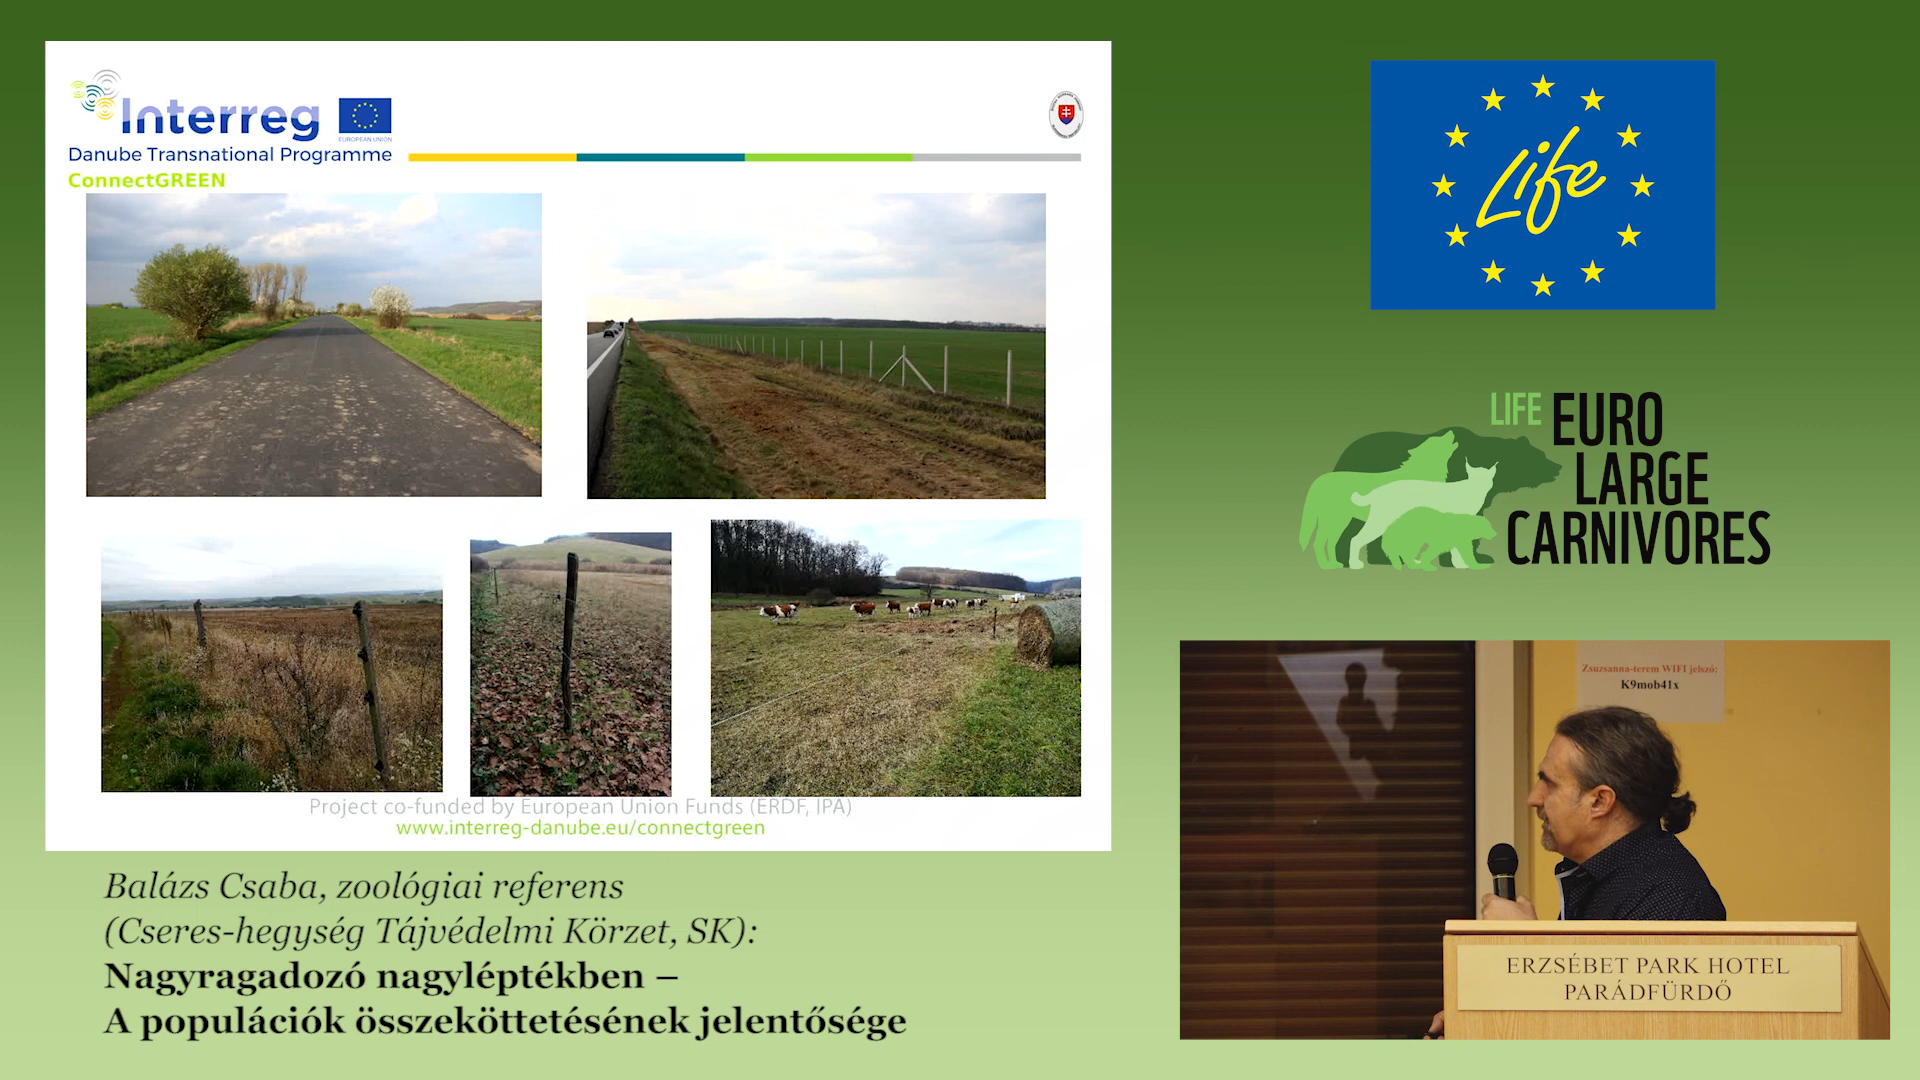 Interreg
EUROPEAN UNION
Danube Transnational Programme
ConnectGREEN
Project co-funded by European Union Funds (ERDF, IPA)
www.interreg-danube.eu/connectgreen
Balázs Csaba, zoológiai referens
(Cseres-hegység Tájvédelmi Körzet, SK):
Nagyragadozó nagyléptékben –
A populációk összeköttetésének jelentősége
Life
LIFE EURO
LARGE
CARNIVORES
Zsuzsanna-terem WIFI jelszó:
K9mob41x
ERZSÉBET PARK HOTEL
PARÁDFÜRDŐ